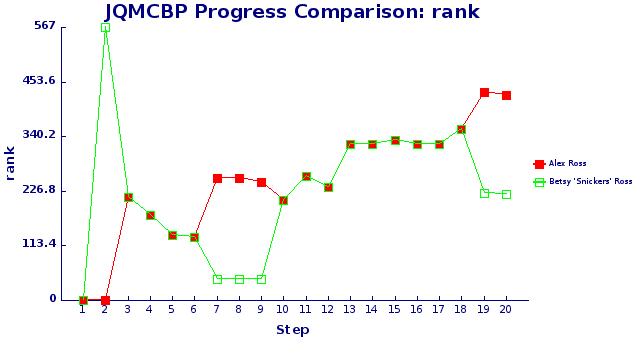 JQMCBP Progress Comparison: rank
567
453.6
340.2
226.8
113.4
0
rank
1 2 3 4 5 6 7 8 9 10 11 12 13 14 15 16 17 18 19 20
Step
Alex Ross
Betsy 'Snickers' Ross